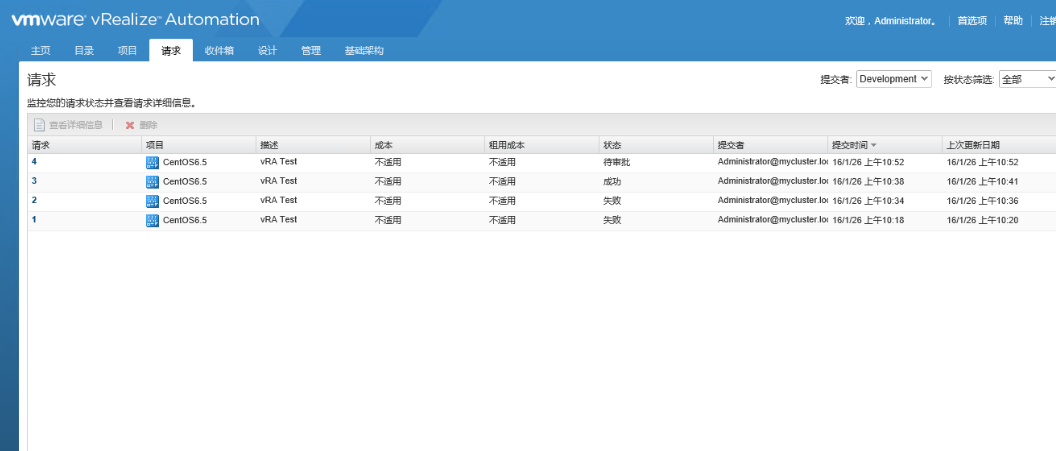 vmware vRealize Automation
欢迎，Administrator。 首选项 帮助 注销
主页 目录 项目 请求 收件箱 设计 管理 基础架构
请求
提交者: Development 按状态筛选: 全部
监控您的请求状态并查看请求详细信息。
查看详细信息 删除
请求 项目 描述 成本 租用成本 状态 提交者 提交时间 上次更新日期
4 CentOS6.5 vRA Test 不适用 不适用 待审批 Administrator@mycluster.loc 16/1/26 上午10:52 16/1/26 上午10:52
3 CentOS6.5 vRA Test 不适用 不适用 成功 Administrator@mycluster.loc 16/1/26 上午10:38 16/1/26 上午10:41
2 CentOS6.5 vRA Test 不适用 不适用 失败 Administrator@mycluster.loc 16/1/26 上午10:34 16/1/26 上午10:36
1 CentOS6.5 vRA Test 不适用 不适用 失败 Administrator@mycluster.loc 16/1/26 上午10:18 16/1/26 上午10:20